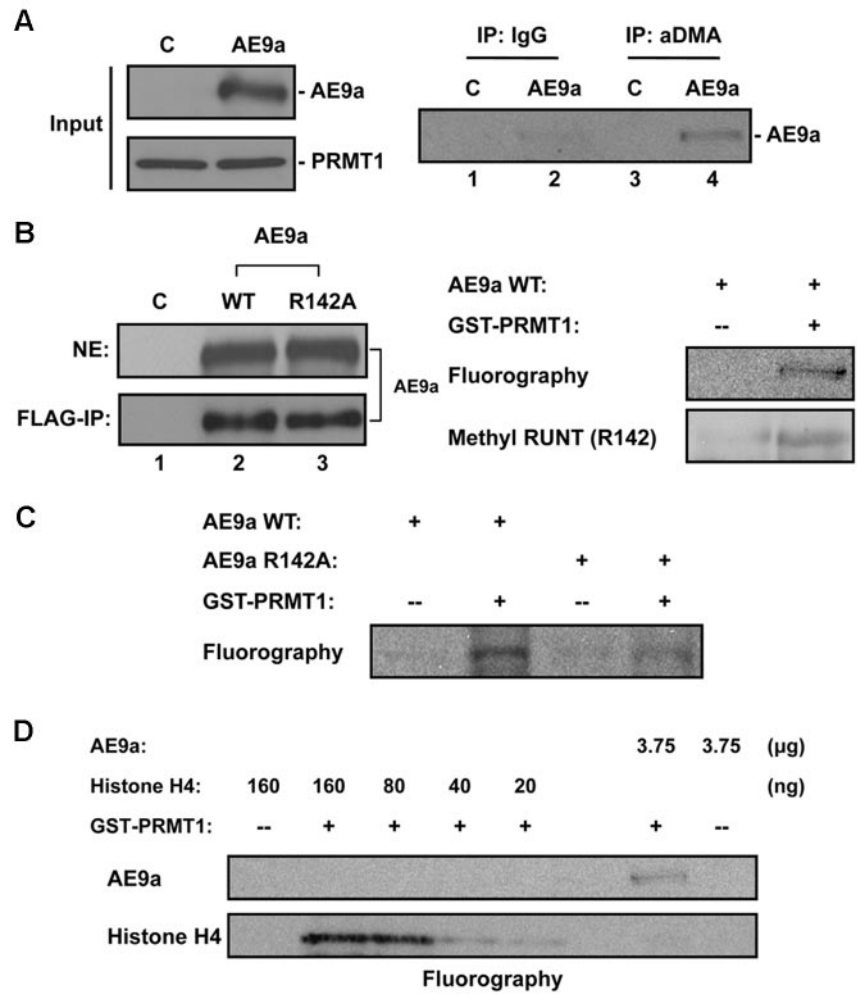 A
C AE9a
Input
- AE9a
- PRMT1
IP: IgG IP: aDMA
C AE9a C AE9a
- AE9a
1 2 3 4
B
AE9a
C WT R142A
NE:
FLAG-IP:
AE9a
1 2 3
AE9a WT: + +
GST-PRMT1: -- +
Fluorography
Methyl RUNT (R142)
C
AE9a WT: + +
AE9a R142A: + +
GST-PRMT1: -- + -- +
Fluorography
D
AE9a: 3.75 3.75 (µg)
Histone H4: 160 160 80 40 20 (ng)
GST-PRMT1: -- + + + + + --
AE9a
Histone H4
Fluorography